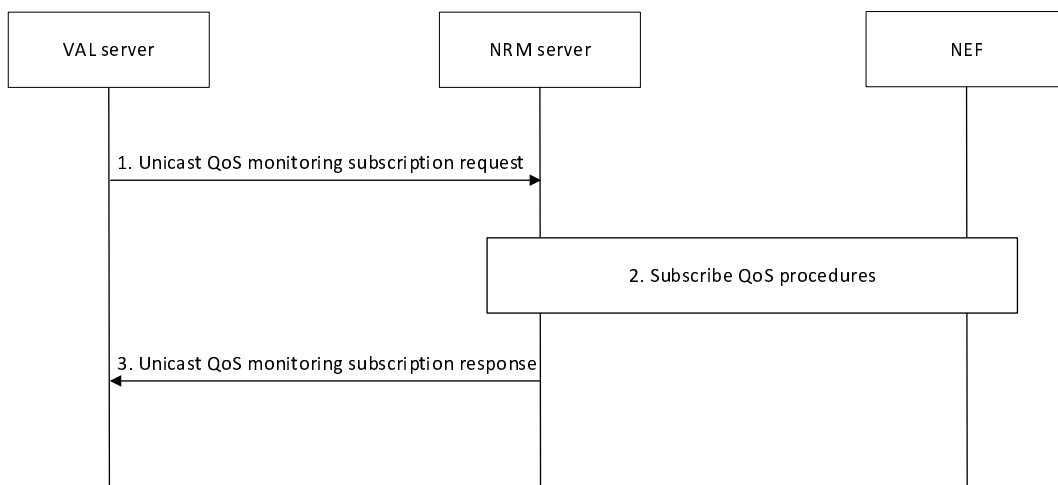 VAL server
NRM server
NEF
1. Unicast QoS monitoring subscription request
2. Subscribe QoS procedures
3. Unicast QoS monitoring subscription response